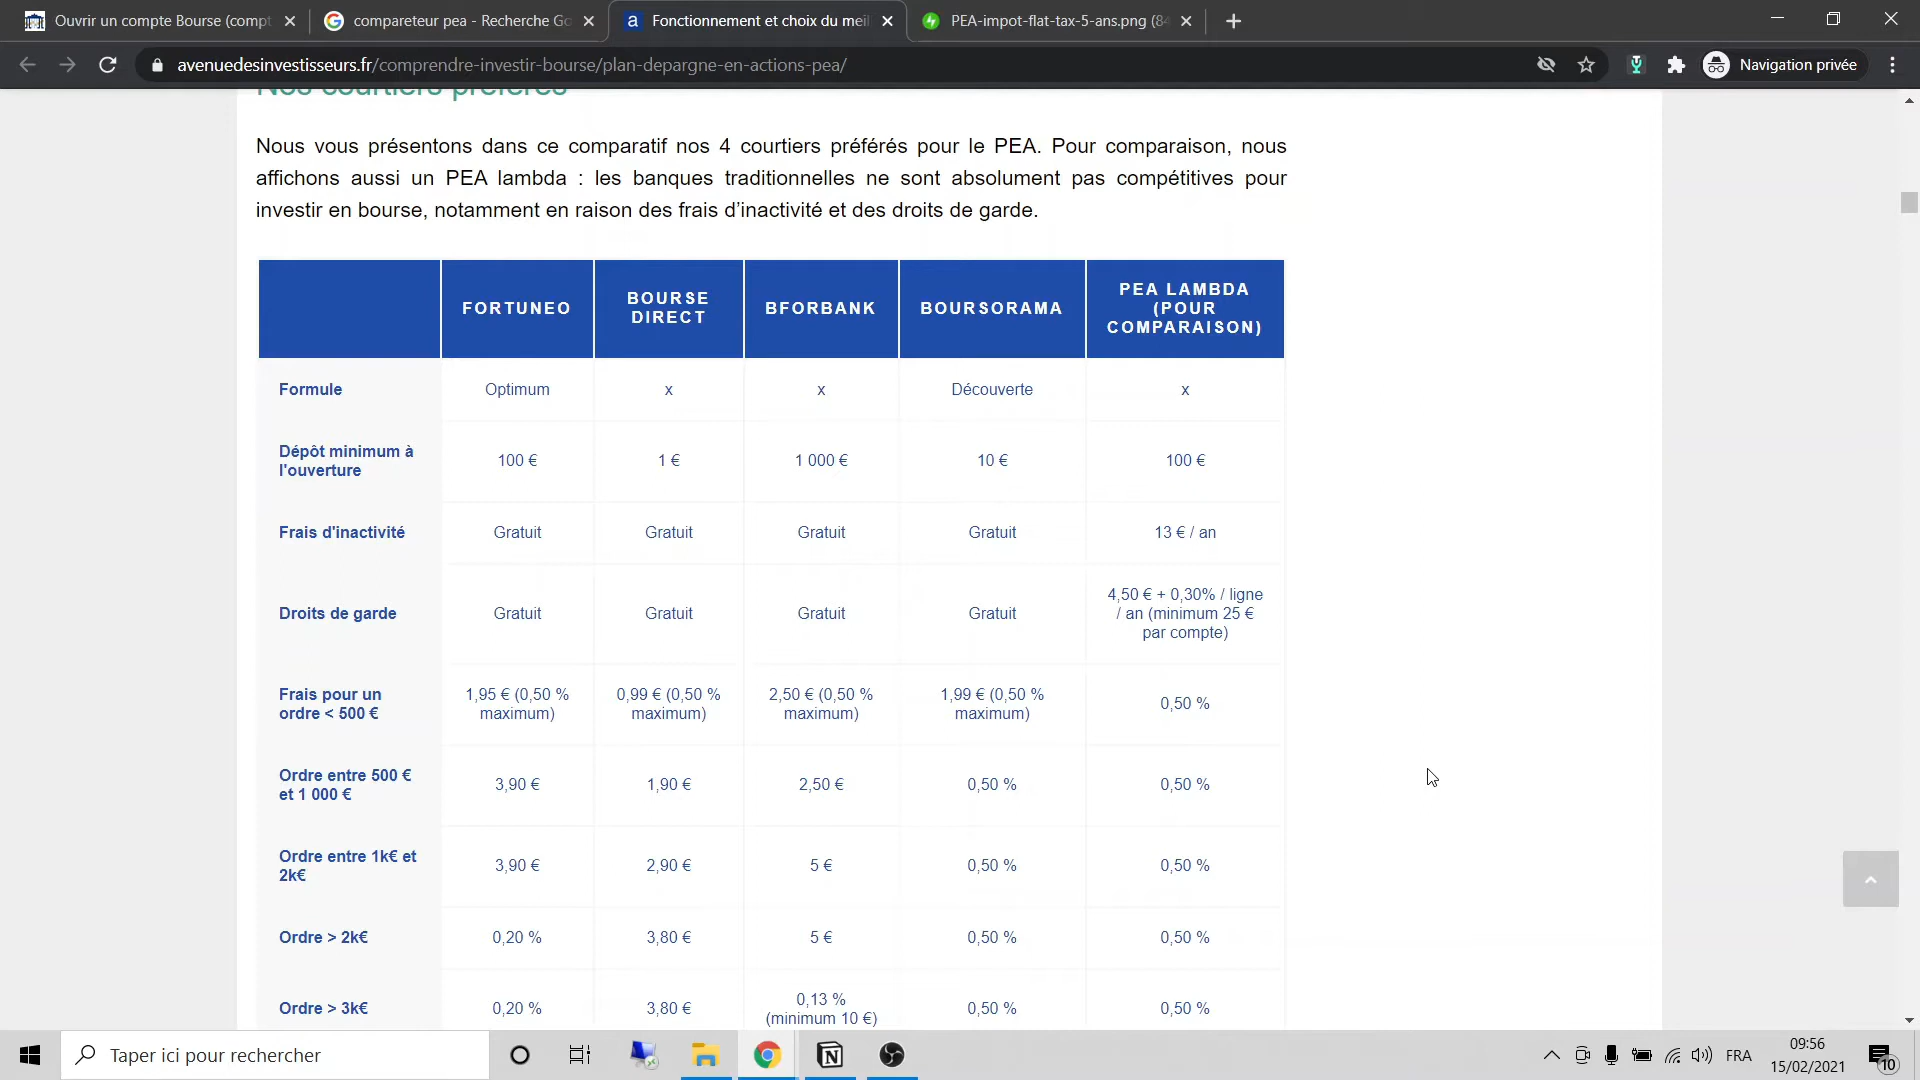 Ouvrir un compte Bourse (compt
compareteur pea - Recherche Go
Fonctionnement et choix du meil
PEA-impot-flat-tax-5-ans.png (84
avenuedesinvestisseurs.fr/comprendre-investir-bourse/plan-depargne-en-actions-pea/
Navigation privée
Nos courtiers préférés
Nous vous présentons dans ce comparatif nos 4 courtiers préférés pour le PEA. Pour comparaison, nous
affichons aussi un PEA lambda : les banques traditionnelles ne sont absolument pas compétitives pour
investir en bourse, notamment en raison des frais d’inactivité et des droits de garde.
FORTUNEO
BOURSE
DIRECT
BFORBANK
BOURSORAMA
PEA LAMBDA
(POUR
COMPARAISON)
Formule
Optimum
x
x
Découverte
x
Dépôt minimum à
l'ouverture
100 €
1 €
1 000 €
10 €
100 €
Frais d'inactivité
Gratuit
Gratuit
Gratuit
Gratuit
13 € / an
Droits de garde
Gratuit
Gratuit
Gratuit
Gratuit
4,50 € + 0,30% / ligne
/ an (minimum 25 €
par compte)
Frais pour un
ordre < 500 €
1,95 € (0,50 %
maximum)
0,99 € (0,50 %
maximum)
2,50 € (0,50 %
maximum)
1,99 € (0,50 %
maximum)
0,50 %
Ordre entre 500 €
et 1 000 €
3,90 €
1,90 €
2,50 €
0,50 %
0,50 %
Ordre entre 1k€ et
2k€
3,90 €
2,90 €
5 €
0,50 %
0,50 %
Ordre > 2k€
0,20 %
3,80 €
5 €
0,50 %
0,50 %
Ordre > 3k€
0,20 %
3,80 €
0,13 %
(minimum 10 €)
0,50 %
0,50 %
Taper ici pour rechercher
FRA
09:56
15/02/2021
10